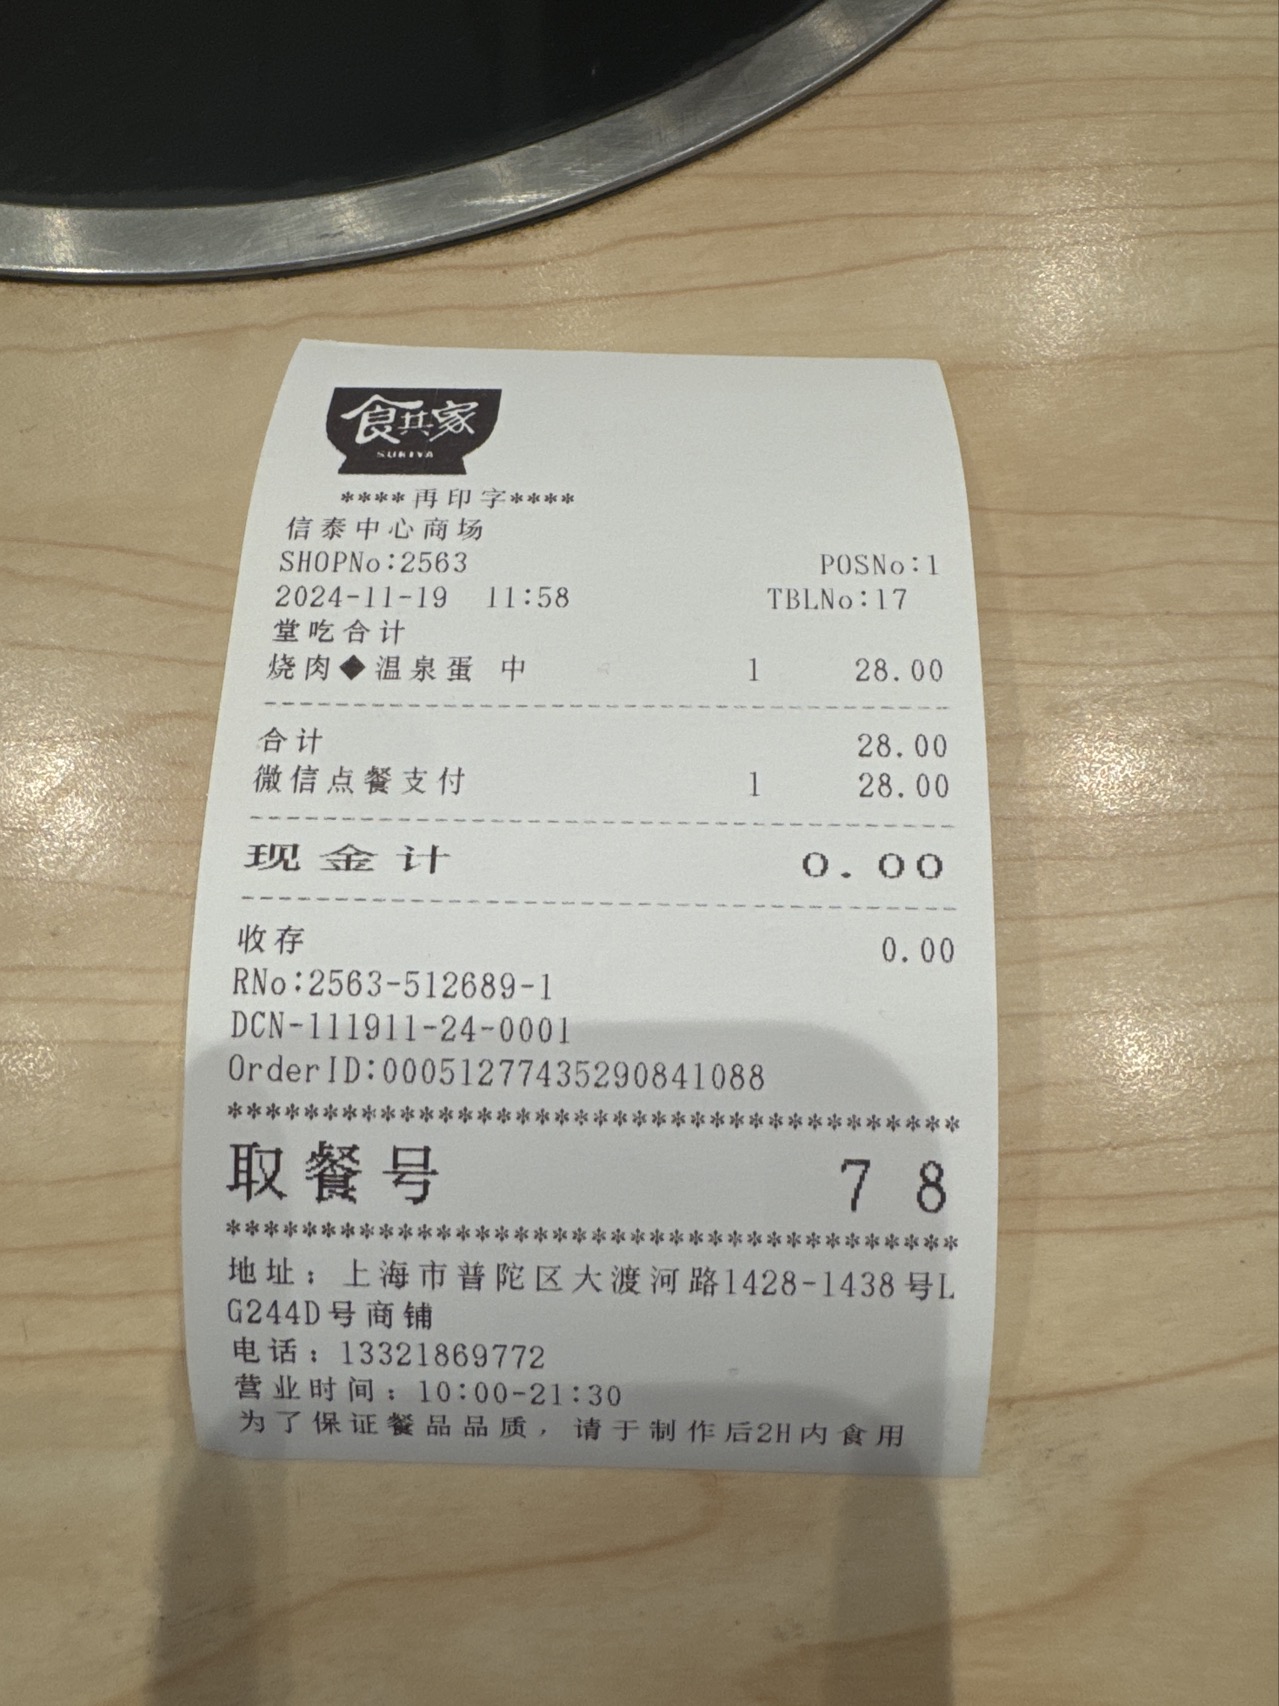 食其家
SUKIYA
****再印字****
信泰中心商场
SHOPNo:2563 POSNo:1
2024-11-19 11:58 TBLNo:17
堂吃合计
烧肉◆温泉蛋 中 1 28.00
--------------------------------
合计 28.00
微信点餐支付 1 28.00
--------------------------------
现金计 0.00
--------------------------------
收存 0.00
RNo:2563-512689-1
DCN-111911-24-0001
OrderID:00051277435290841088
**************************************
取餐号 78
**************************************
地址：上海市普陀区大渡河路1428-1438号L
G244D号商铺
电话：13321869772
营业时间：10:00-21:30
为了保证餐品品质，请于制作后2H内食用